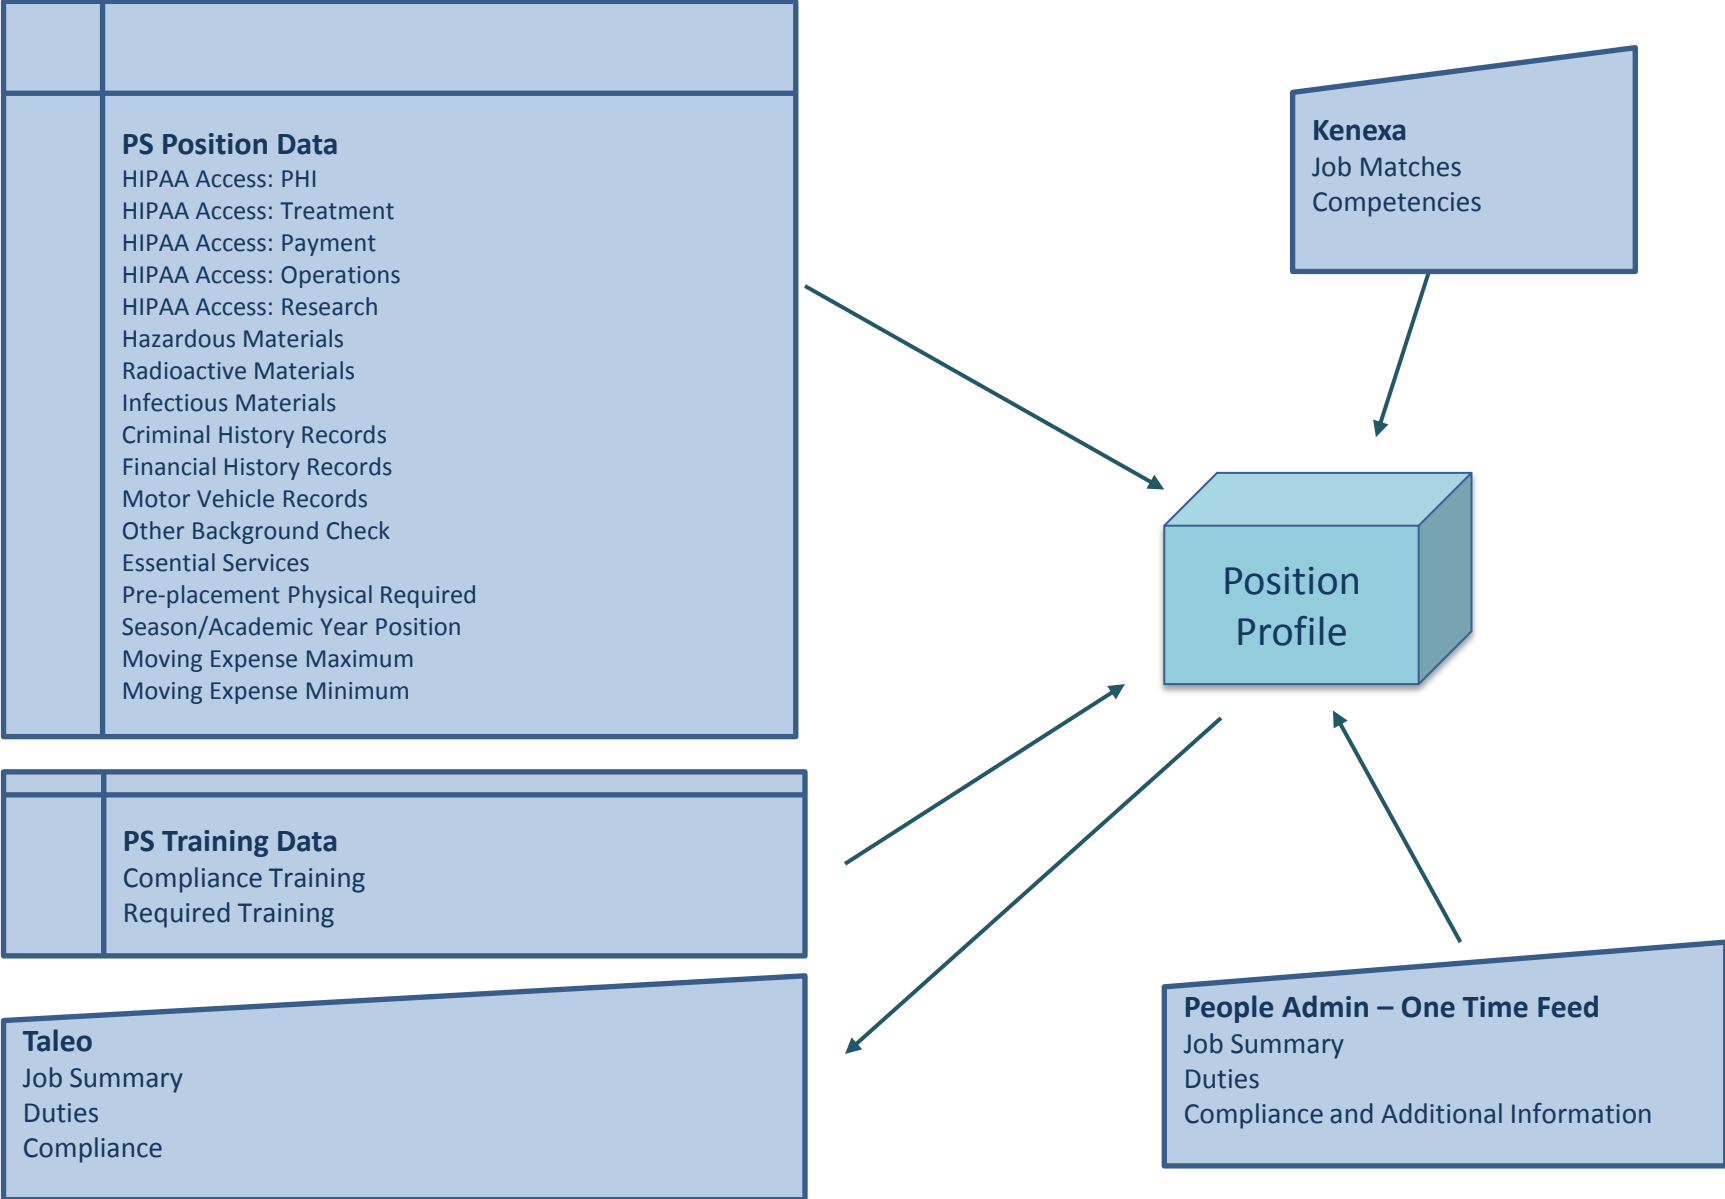 PS Position Data
HIPAA Access: PHI
HIPAA Access: Treatment
HIPAA Access: Payment
HIPAA Access: Operations
HIPAA Access: Research
Hazardous Materials
Radioactive Materials
Infectious Materials
Criminal History Records
Financial History Records
Motor Vehicle Records
Other Background Check
Essential Services
Pre-placement Physical Required
Season/Academic Year Position
Moving Expense Maximum
Moving Expense Minimum
Kenexa
Job Matches
Competencies
Position
Profile
PS Training Data
Compliance Training
Required Training
Taleo
Job Summary
Duties
Compliance
People Admin – One Time Feed
Job Summary
Duties
Compliance and Additional Information